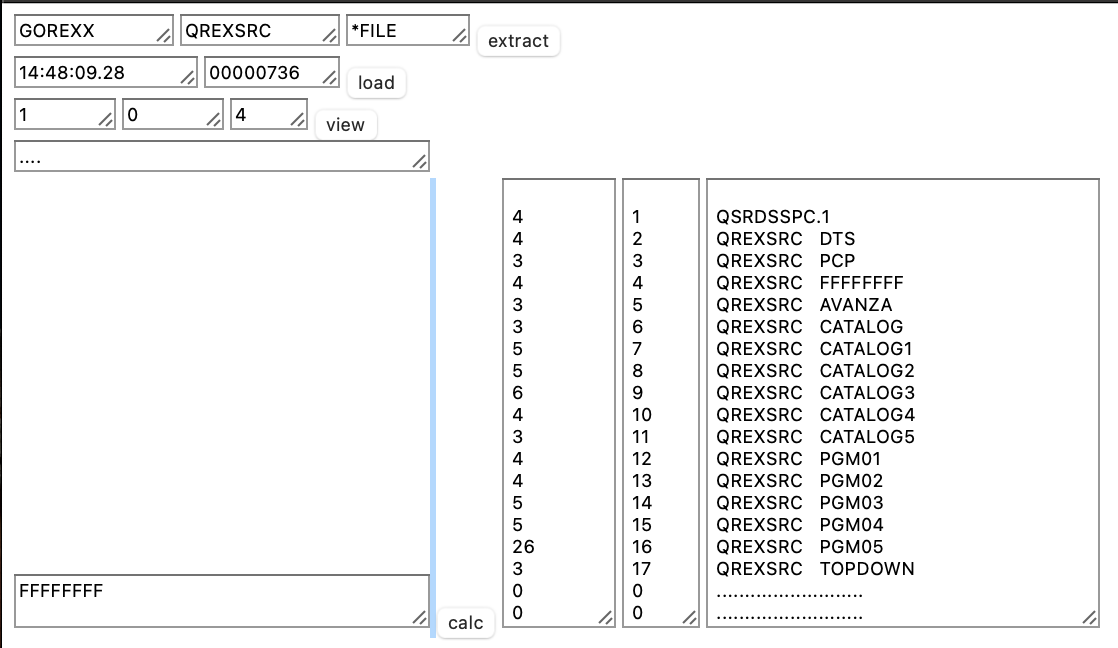 GOREXX QREXSRC *FILE extract
14:48:09.28 00000736 load
1 0 4 view
....
4 1 QSRDSSPC.1
4 2 QREXSRC DTS
3 3 QREXSRC PCP
4 4 QREXSRC FFFFFFFF
3 5 QREXSRC AVANZA
3 6 QREXSRC CATALOG
5 7 QREXSRC CATALOG1
5 8 QREXSRC CATALOG2
6 9 QREXSRC CATALOG3
4 10 QREXSRC CATALOG4
3 11 QREXSRC CATALOG5
4 12 QREXSRC PGM01
4 13 QREXSRC PGM02
5 14 QREXSRC PGM03
5 15 QREXSRC PGM04
26 16 QREXSRC PGM05
3 17 QREXSRC TOPDOWN
0 0 ..........................
0 0 ..........................
FFFFFFFF
calc